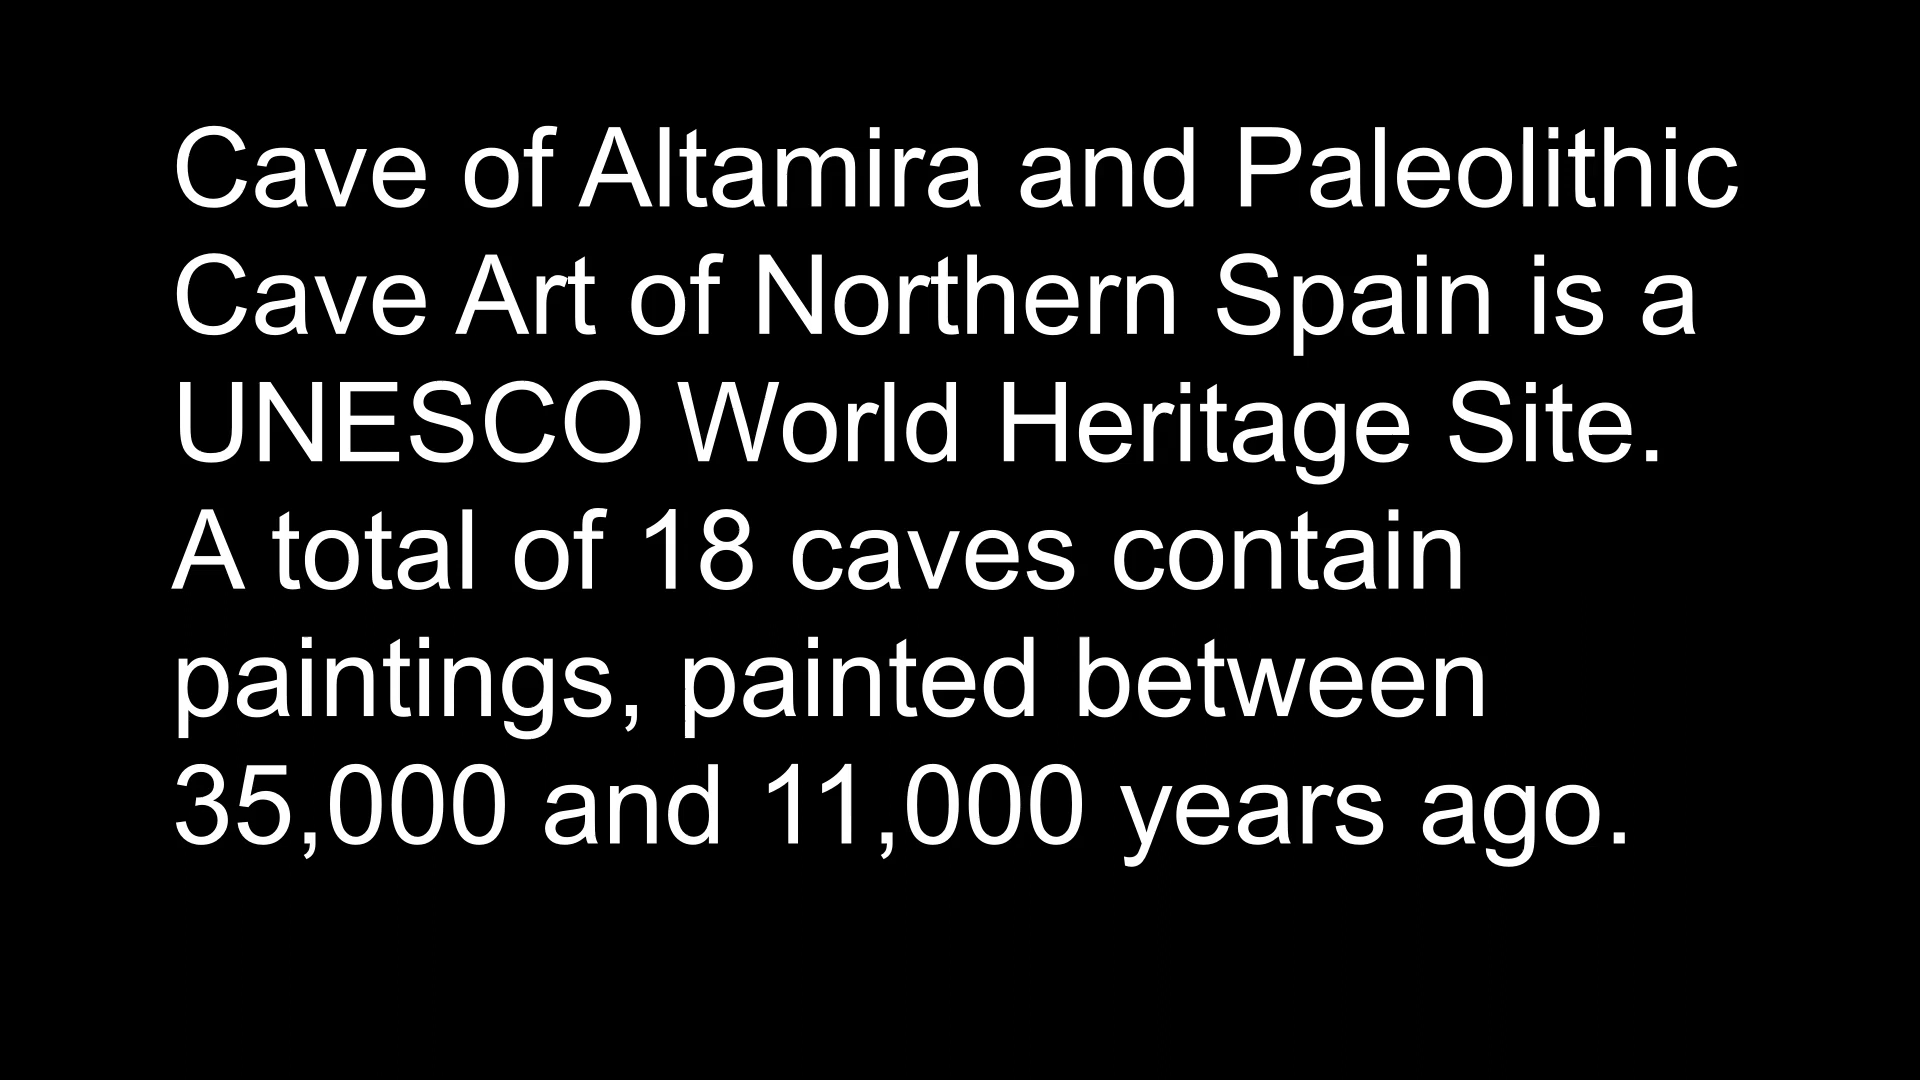 Cave of Altamira and Paleolithic
Cave Art of Northern Spain is a
UNESCO World Heritage Site.
A total of 18 caves contain
paintings, painted between
35,000 and 11,000 years ago.